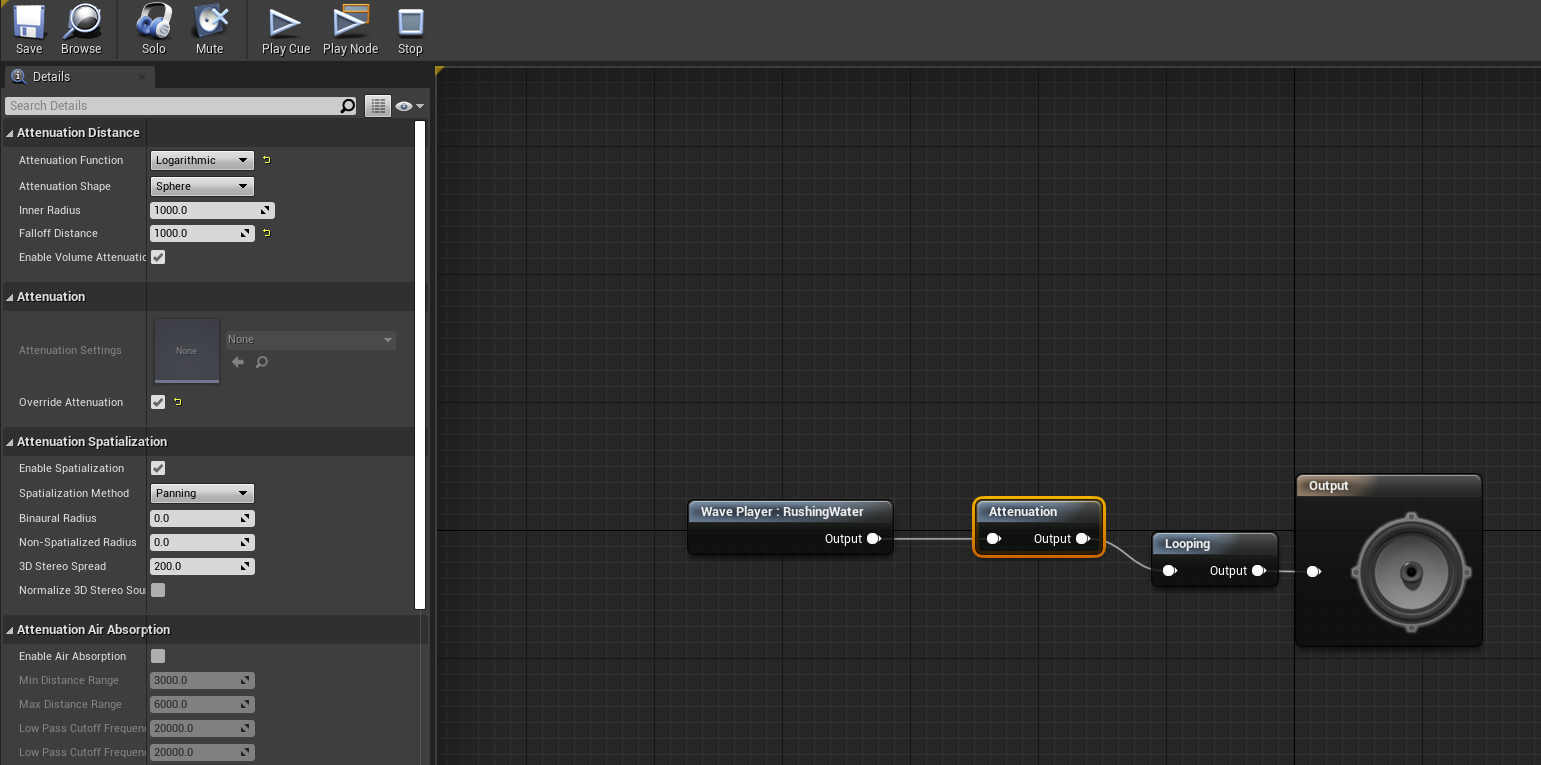 Save Browse Solo Mute Play Cue Play Node Stop
Details
Search Details
Attenuation Distance
Attenuation Function Logarithmic
Attenuation Shape Sphere
Inner Radius 1000.0
Falloff Distance 1000.0
Enable Volume Attenuatio
Attenuation
Attenuation Settings None None
Override Attenuation
Attenuation Spatialization
Enable Spatialization
Spatialization Method Panning
Binaural Radius 0.0
Non-Spatialized Radius 0.0
3D Stereo Spread 200.0
Normalize 3D Stereo Sou
Attenuation Air Absorption
Enable Air Absorption
Min Distance Range 3000.0
Max Distance Range 6000.0
Low Pass Cutoff Frequen 20000.0
Low Pass Cutoff Frequen 20000.0
Wave Player : RushingWater
Output
Attenuation
Output
Looping
Output
Output